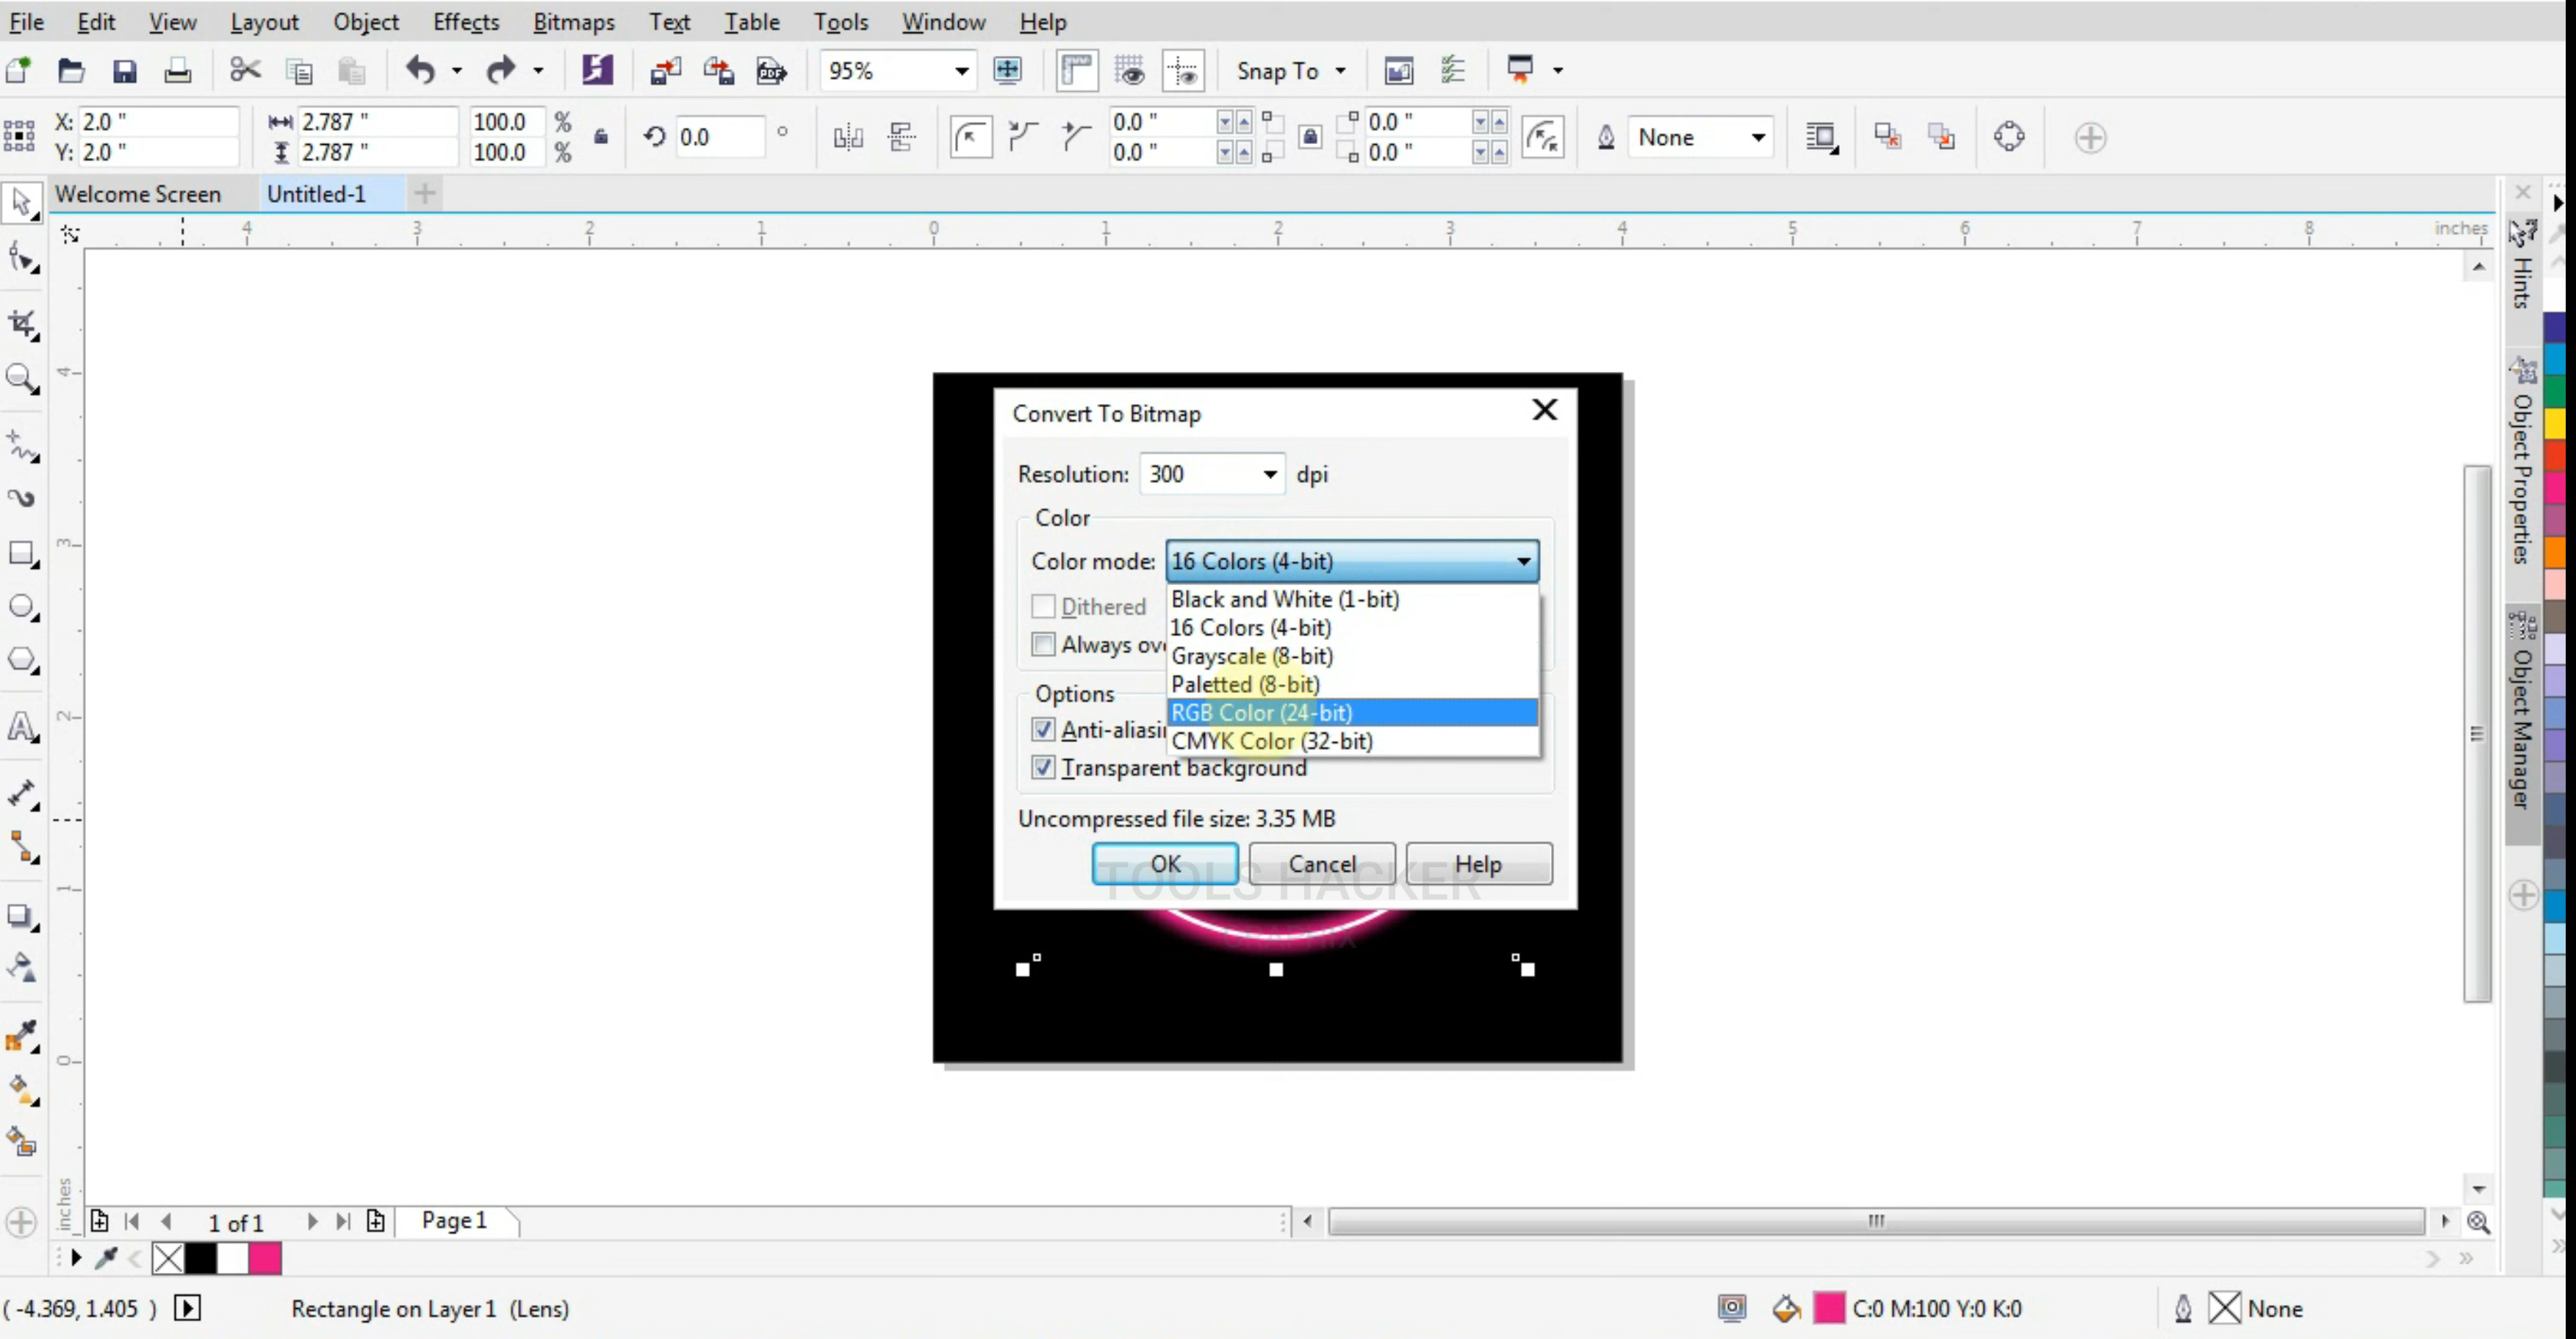 File Edit View Layout Object Effects Bitmaps Text Table Tools Window Help
95% Snap To
X: 2.0 " 2.787 " 100.0 % 0.0 ° 0.0 " 0.0 " None
Y: 2.0 " 2.787 " 100.0 % 0.0 " 0.0 "
Welcome Screen Untitled-1
4 3 2 1 0 1 2 3 4 5 6 7 8 inches
4
3
2
1
0
inches
Convert To Bitmap
Resolution: 300 dpi
Color
Color mode: 16 Colors (4-bit)
Black and White (1-bit)
Dithered
16 Colors (4-bit)
Always ov
Grayscale (8-bit)
Paletted (8-bit)
Options
RGB Color (24-bit)
Anti-aliasi
CMYK Color (32-bit)
Transparent background
Uncompressed file size: 3.35 MB
OK Cancel Help
TOOLS HACKER
GRAPHIX
Hints
Object Properties
Object Manager
1 of 1 Page 1
( -4.369, 1.405 ) Rectangle on Layer 1 (Lens) C:0 M:100 Y:0 K:0 None